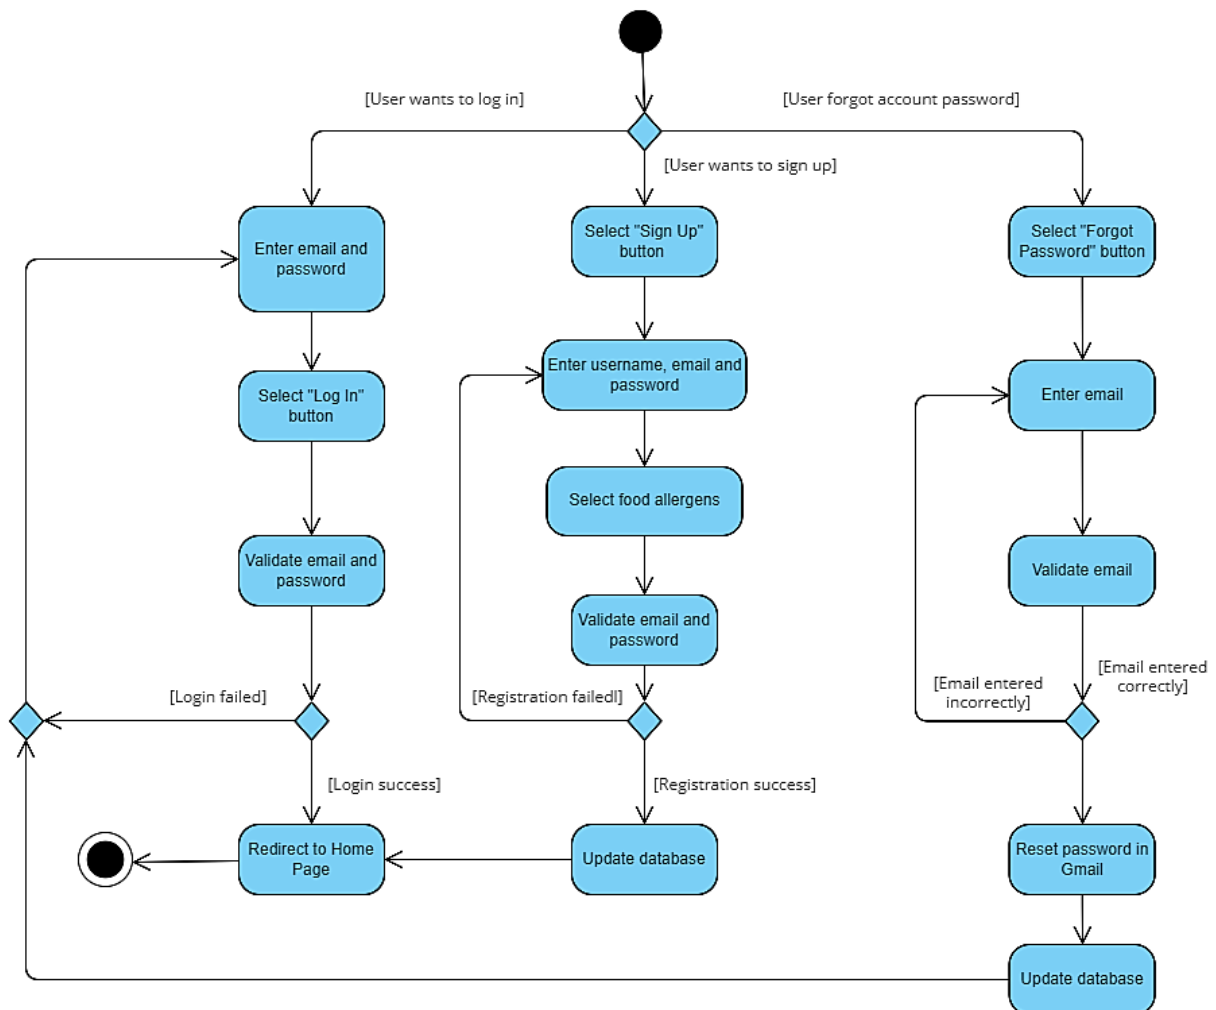 [User wants to log in]
[User forgot account password]
[User wants to sign up]
Enter email and
password
Select "Sign Up"
button
Select "Forgot
Password" button
Select "Log In"
button
Enter username, email and
password
Enter email
Select food allergens
Validate email and
password
Validate email and
password
Validate email
[Login failed]
[Registration failedl]
[Email entered
incorrectly]
[Email entered
correctly]
[Login success]
[Registration success]
Redirect to Home
Page
Update database
Reset password in
Gmail
Update database